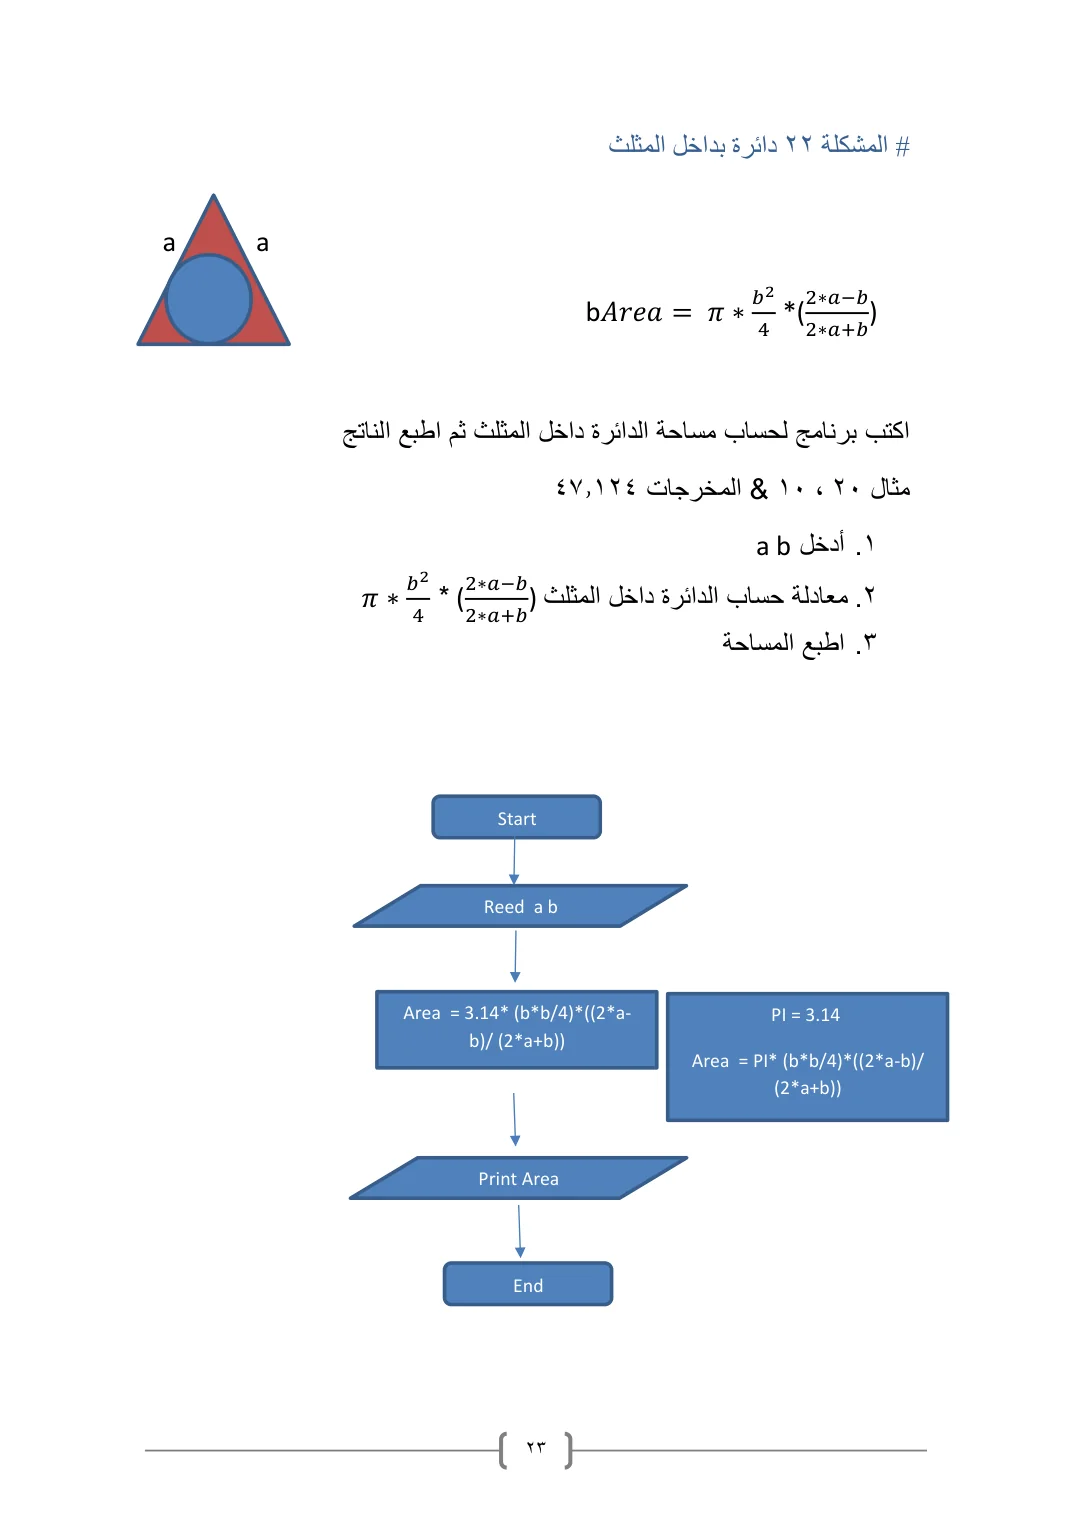 # المشكلة ٢٢ دائرة بداخل المثلث
a a
bArea = π ∗ b²/4 *(2∗a−b/2∗a+b)
اكتب برنامج لحساب مساحة الدائرة داخل المثلث ثم اطبع الناتج
مثال ٢٠ ، ١٠ & المخرجات ٤٧,١٢٤
١. أدخل a b
٢. معادلة حساب الدائرة داخل المثلث π ∗ b²/4 * (2∗a−b/2∗a+b)
٣. اطبع المساحة
Start
Reed a b
Area = 3.14* (b*b/4)*((2*a-
b)/ (2*a+b))
PI = 3.14
Area = PI* (b*b/4)*((2*a-b)/
(2*a+b))
Print Area
End
٢٣